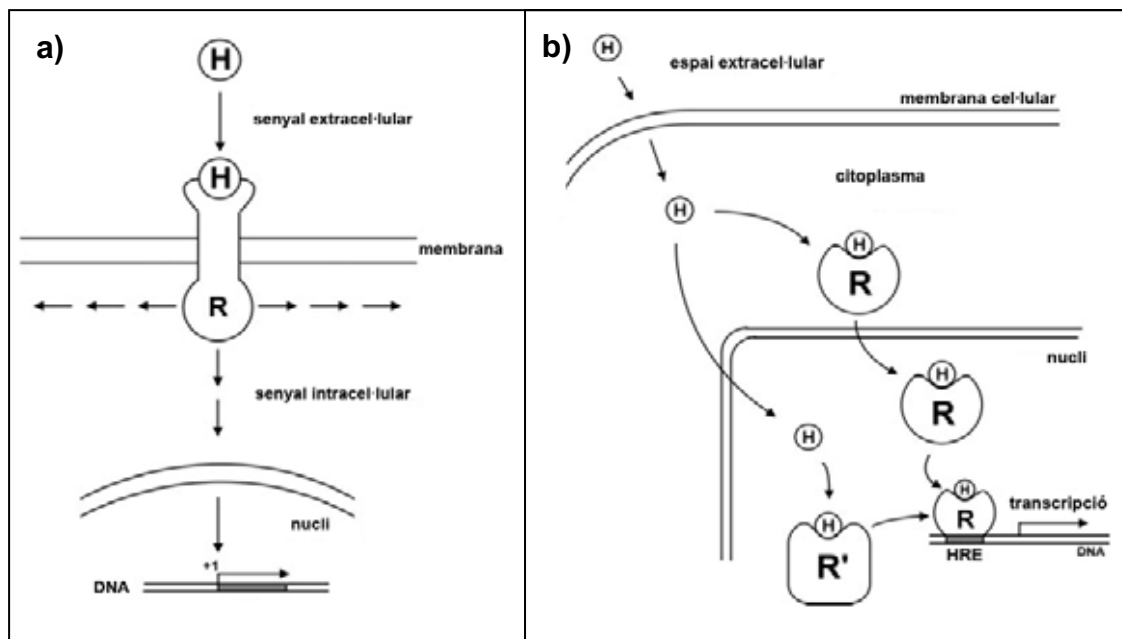 a)
H
senyal extracel·lular
H
membrana
R
senyal intracel·lular
nucli
+1
DNA
b)
H
espai extracel·lular
membrana cel·lular
citoplasma
H
H
R
nucli
H
R
H
H
R'
H
R
transcripció
HRE
DNA